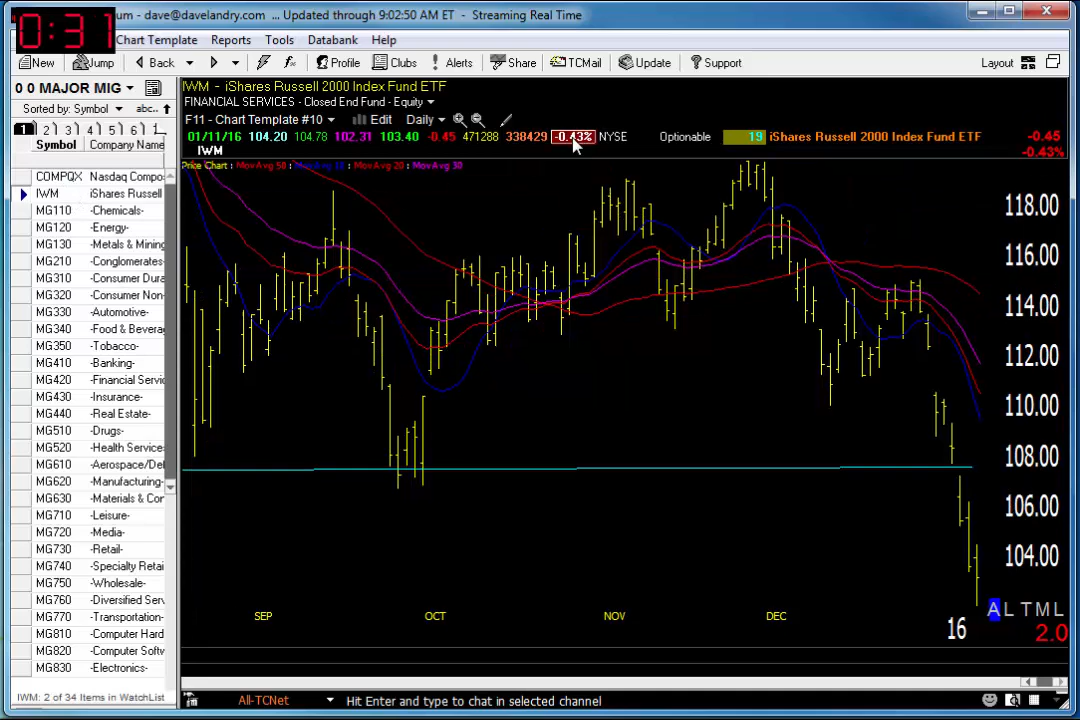 um - dave@davelandry.com ... Updated through 9:02:50 AM ET - Streaming Real Time
0:31
Chart Template Reports Tools Databank Help
New Jump Back Profile Clubs Alerts Share TCMail Update Support Layout
0 0 MAJOR MIG
IWM - iShares Russell 2000 Index Fund ETF
FINANCIAL SERVICES - Closed End Fund - Equity
Sorted by: Symbol abc..
F11 - Chart Template #10 Edit Daily
1 2 3 4 5 6
01/11/16 104.20 104.78 102.31 103.40 -0.45 471288 338429 -0.43% NYSE Optionable 19 iShares Russell 2000 Index Fund ETF -0.45
-0.43%
Symbol Company Name
IWM
Price Chart : MovAvg 50 : MovAvg 10 : MovAvg 20 : MovAvg 30
COMPQX Nasdaq Compo
IWM iShares Russell
MG110 -Chemicals-
MG120 -Energy-
MG130 -Metals & Mining
MG210 -Conglomerates-
MG310 -Consumer Dura
MG320 -Consumer Non-
MG330 -Automotive-
MG340 -Food & Bevera
MG350 -Tobacco-
MG410 -Banking-
MG420 -Financial Servi
MG430 -Insurance-
MG440 -Real Estate-
MG510 -Drugs-
MG520 -Health Services
MG610 -Aerospace/Def
MG620 -Manufacturing-
MG630 -Materials & Cor
MG710 -Leisure-
MG720 -Media-
MG730 -Retail-
MG740 -Specialty Retai
MG750 -Wholesale-
MG760 -Diversified Serv
MG770 -Transportation-
MG810 -Computer Hard
MG820 -Computer Softw
MG830 -Electronics-
118.00
116.00
114.00
112.00
110.00
108.00
106.00
104.00
SEP OCT NOV DEC 16
A L T M L
2.0
IWM: 2 of 34 Items in WatchList
All-TCNet Hit Enter and type to chat in selected channel